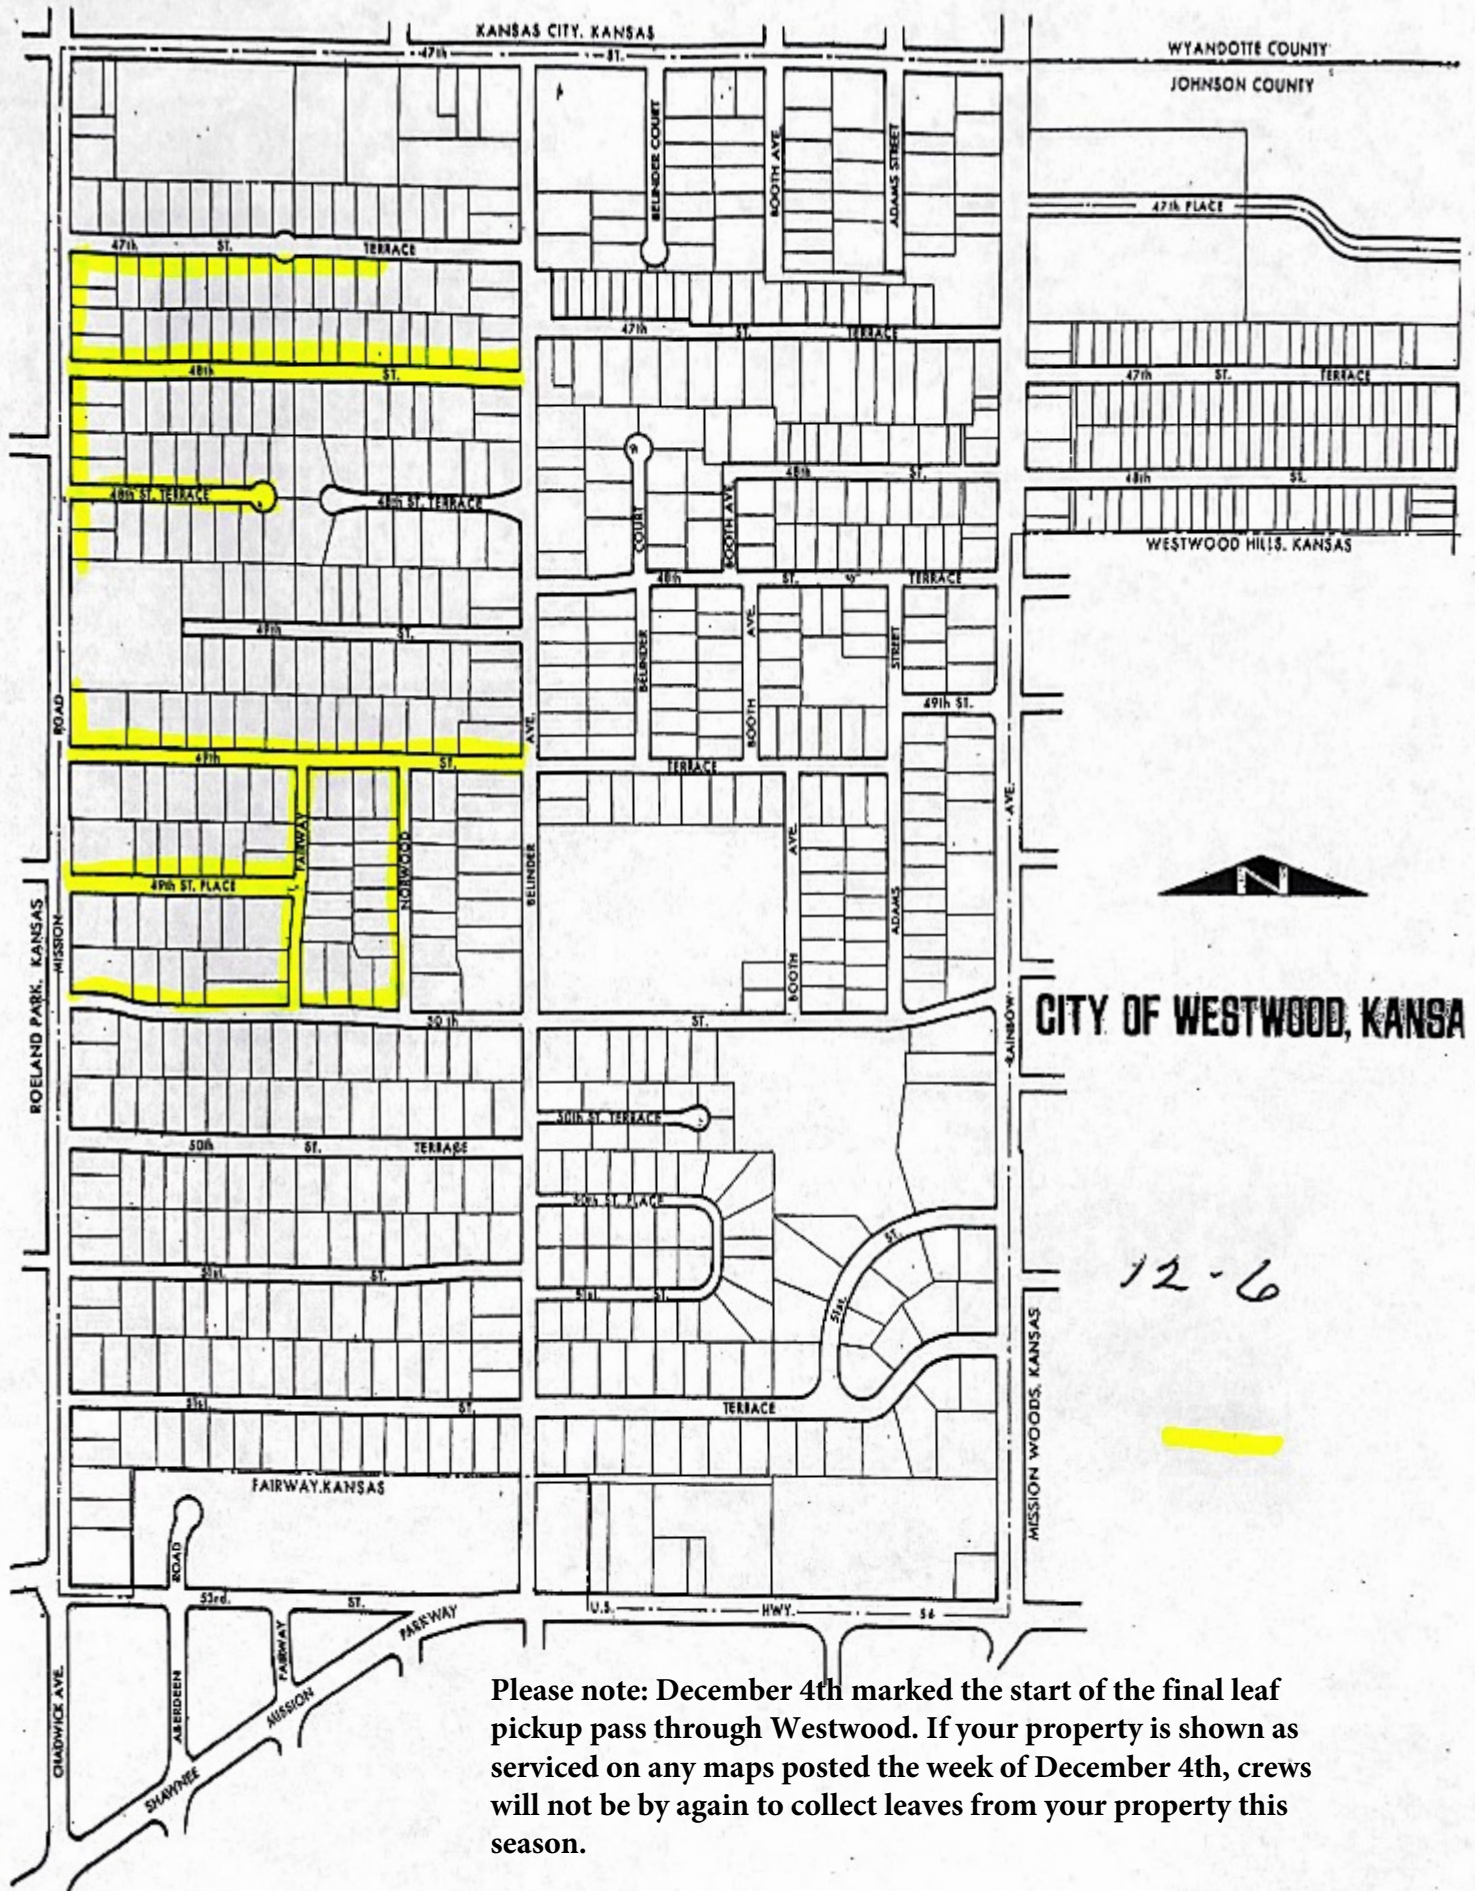 KANSAS CITY, KANSAS
47th ST.
WYANDOTTE COUNTY
JOHNSON COUNTY
BELINDER COURT
BOOTH AVE.
ADAMS STREET
47th PLACE
47th ST. TERRACE
47th ST. TERRACE
47th ST. TERRACE
48th ST.
48th ST.
48th ST.
48th ST. TERRACE
48th ST. TERRACE
COURT
BOOTH AVE.
WESTWOOD HILLS, KANSAS
48th ST. TERRACE
49th ST.
BELINDER
BOOTH AVE.
STREET
49th ST.
ROAD
AVE.
49th ST.
TERRACE
FAIRWAY
NORWOOD
BELINDER
BOOTH AVE.
ADAMS
AVE.
49th ST. PLACE
ROELAND PARK, KANSAS
MISSION
N
RAINBOW
CITY OF WESTWOOD, KANSA
50th ST.
50th ST. TERRACE
50th ST. TERRACE
50th ST. PLACE
51st. ST.
51st ST.
51st. ST.
12-6
51st ST. TERRACE
MISSION WOODS, KANSAS
FAIRWAY, KANSAS
ROAD
53rd. ST.
U.S. HWY. 56
PARKWAY
CHADWICK AVE.
ABERDEEN
FAIRWAY
MISSION
SHAWNEE
Please note: December 4th marked the start of the final leaf
pickup pass through Westwood. If your property is shown as
serviced on any maps posted the week of December 4th, crews
will not be by again to collect leaves from your property this
season.